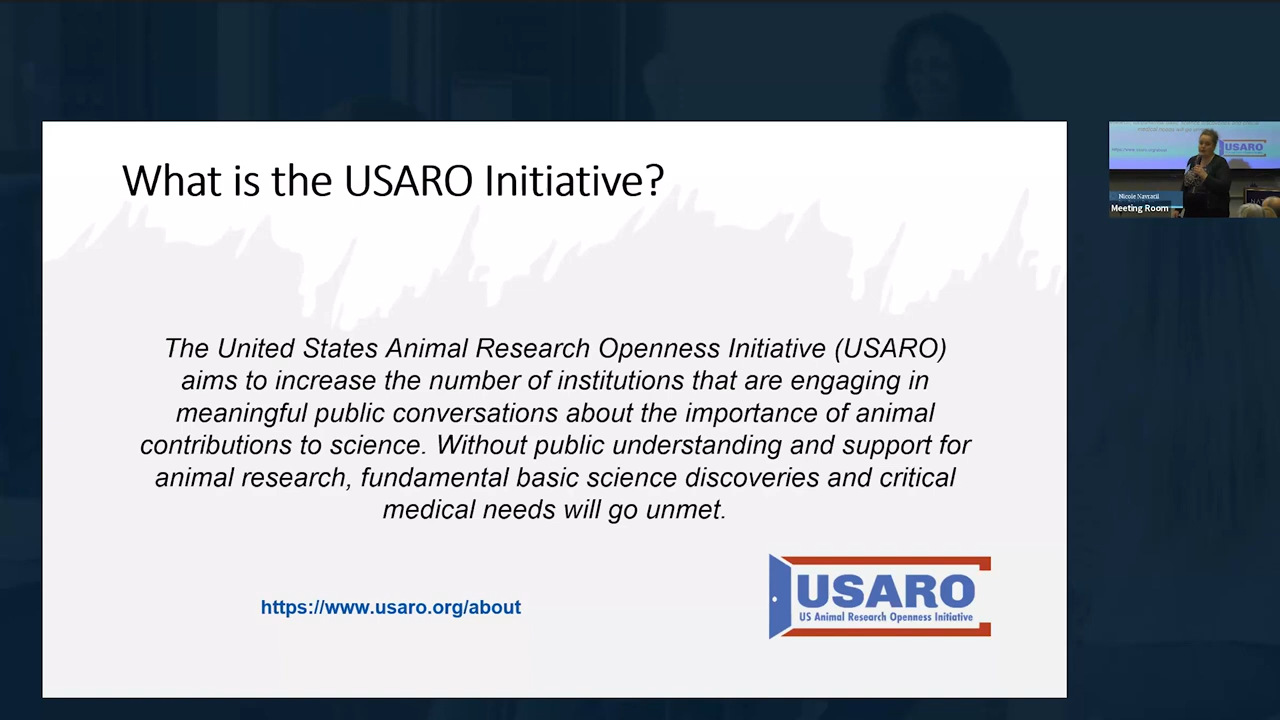 What is the USARO Initiative?
The United States Animal Research Openness Initiative (USARO)
aims to increase the number of institutions that are engaging in
meaningful public conversations about the importance of animal
contributions to science. Without public understanding and support for
animal research, fundamental basic science discoveries and critical
medical needs will go unmet.
https://www.usaro.org/about
USARO
US Animal Research Openness Initiative
USARO
Nicole Navratil
Meeting Room